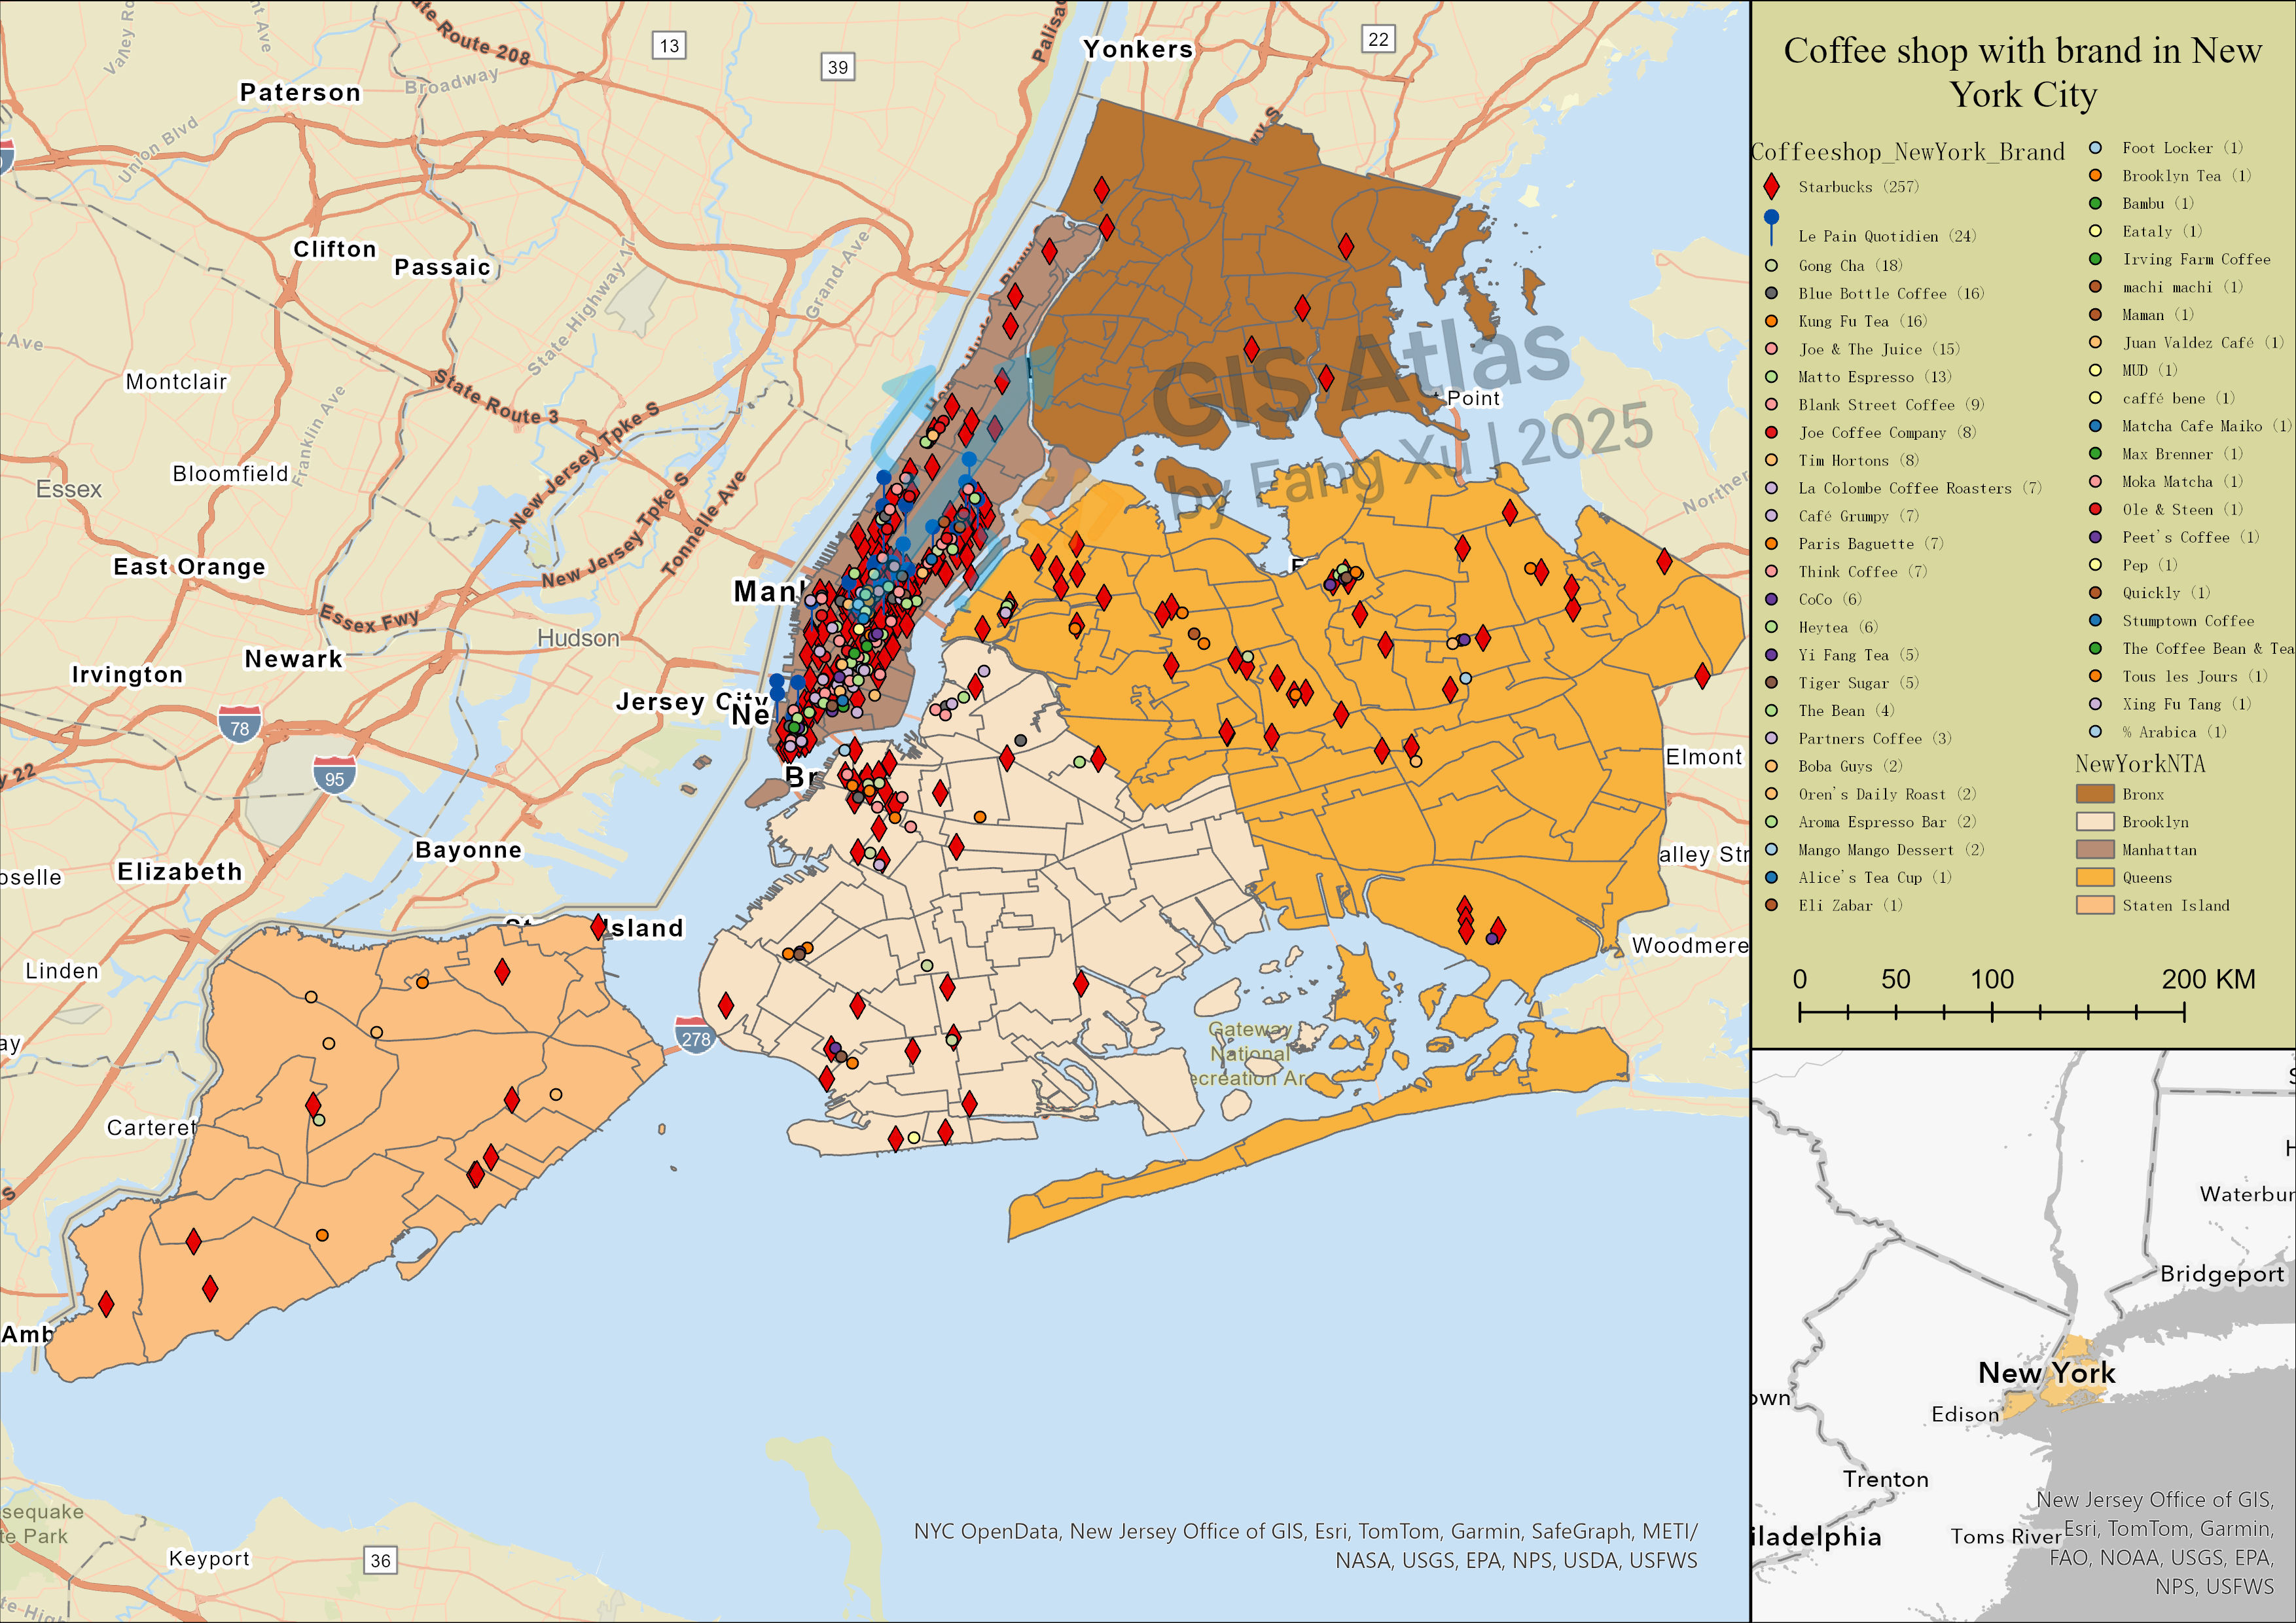 ate Route 208
Valley Rd
nt Ave
13
39
Palisad
Yonkers
22
Paterson
Broadway
wy S
Union Blvd
Clifton
Passaic
State-Highway 17
Grand Ave
Ave
Montclair
State Route 3
Franklin Ave
GIS Atlas
t Point
by Fang Xu | 2025
Bloomfield
New Jersey Tpke S
Essex
New Jersey Tpke S
Tonnelle Ave
Norther
East Orange
Manl
Essex Fwy
Hudson
Irvington
Newark
Jersey City
Ne
78
95
y 22
Br
Elmont
oselle
Elizabeth
Bayonne
alley Str
St
Island
Woodmere
Linden
278
ay
Gateway
National
ecreation Ar
Carteret
S
Amb
sequake
te Park
Keyport
36
te High
NYC OpenData, New Jersey Office of GIS, Esri, TomTom, Garmin, SafeGraph, METI/
NASA, USGS, EPA, NPS, USDA, USFWS
Coffee shop with brand in New
York City
Coffeeshop_NewYork_Brand
Starbucks (257)
Le Pain Quotidien (24)
Gong Cha (18)
Blue Bottle Coffee (16)
Kung Fu Tea (16)
Joe & The Juice (15)
Matto Espresso (13)
Blank Street Coffee (9)
Joe Coffee Company (8)
Tim Hortons (8)
La Colombe Coffee Roasters (7)
Café Grumpy (7)
Paris Baguette (7)
Think Coffee (7)
CoCo (6)
Heytea (6)
Yi Fang Tea (5)
Tiger Sugar (5)
The Bean (4)
Partners Coffee (3)
Boba Guys (2)
Oren's Daily Roast (2)
Aroma Espresso Bar (2)
Mango Mango Dessert (2)
Alice's Tea Cup (1)
Eli Zabar (1)
Foot Locker (1)
Brooklyn Tea (1)
Bambu (1)
Eataly (1)
Irving Farm Coffee
machi machi (1)
Maman (1)
Juan Valdez Café (1)
MUD (1)
caffé bene (1)
Matcha Cafe Maiko (1)
Max Brenner (1)
Moka Matcha (1)
Ole & Steen (1)
Peet's Coffee (1)
Pep (1)
Quickly (1)
Stumptown Coffee
The Coffee Bean & Tea
Tous les Jours (1)
Xing Fu Tang (1)
% Arabica (1)
NewYorkNTA
Bronx
Brooklyn
Manhattan
Queens
Staten Island
0 50 100 200 KM
S
H
Waterbur
Bridgeport
New York
own
Edison
Trenton
iladelphia
Toms River
New Jersey Office of GIS,
Esri, TomTom, Garmin,
FAO, NOAA, USGS, EPA,
NPS, USFWS